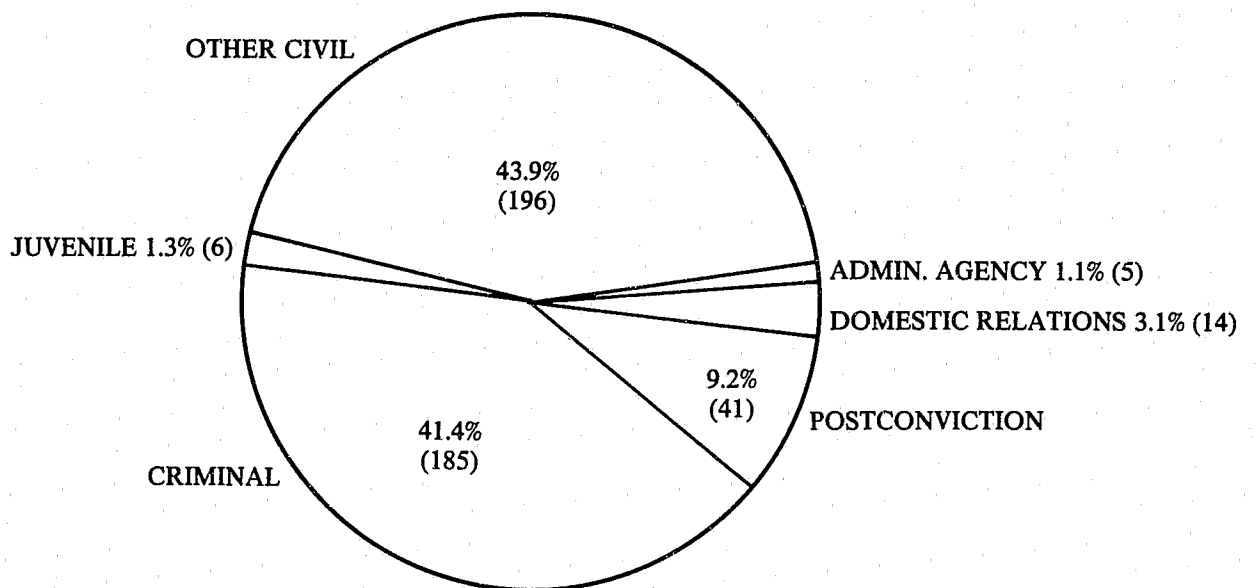 OTHER CIVIL
43.9%
(196)
JUVENILE 1.3% (6)
ADMIN. AGENCY 1.1% (5)
DOMESTIC RELATIONS 3.1% (14)
9.2%
(41)
POSTCONVICTION
41.4%
(185)
CRIMINAL